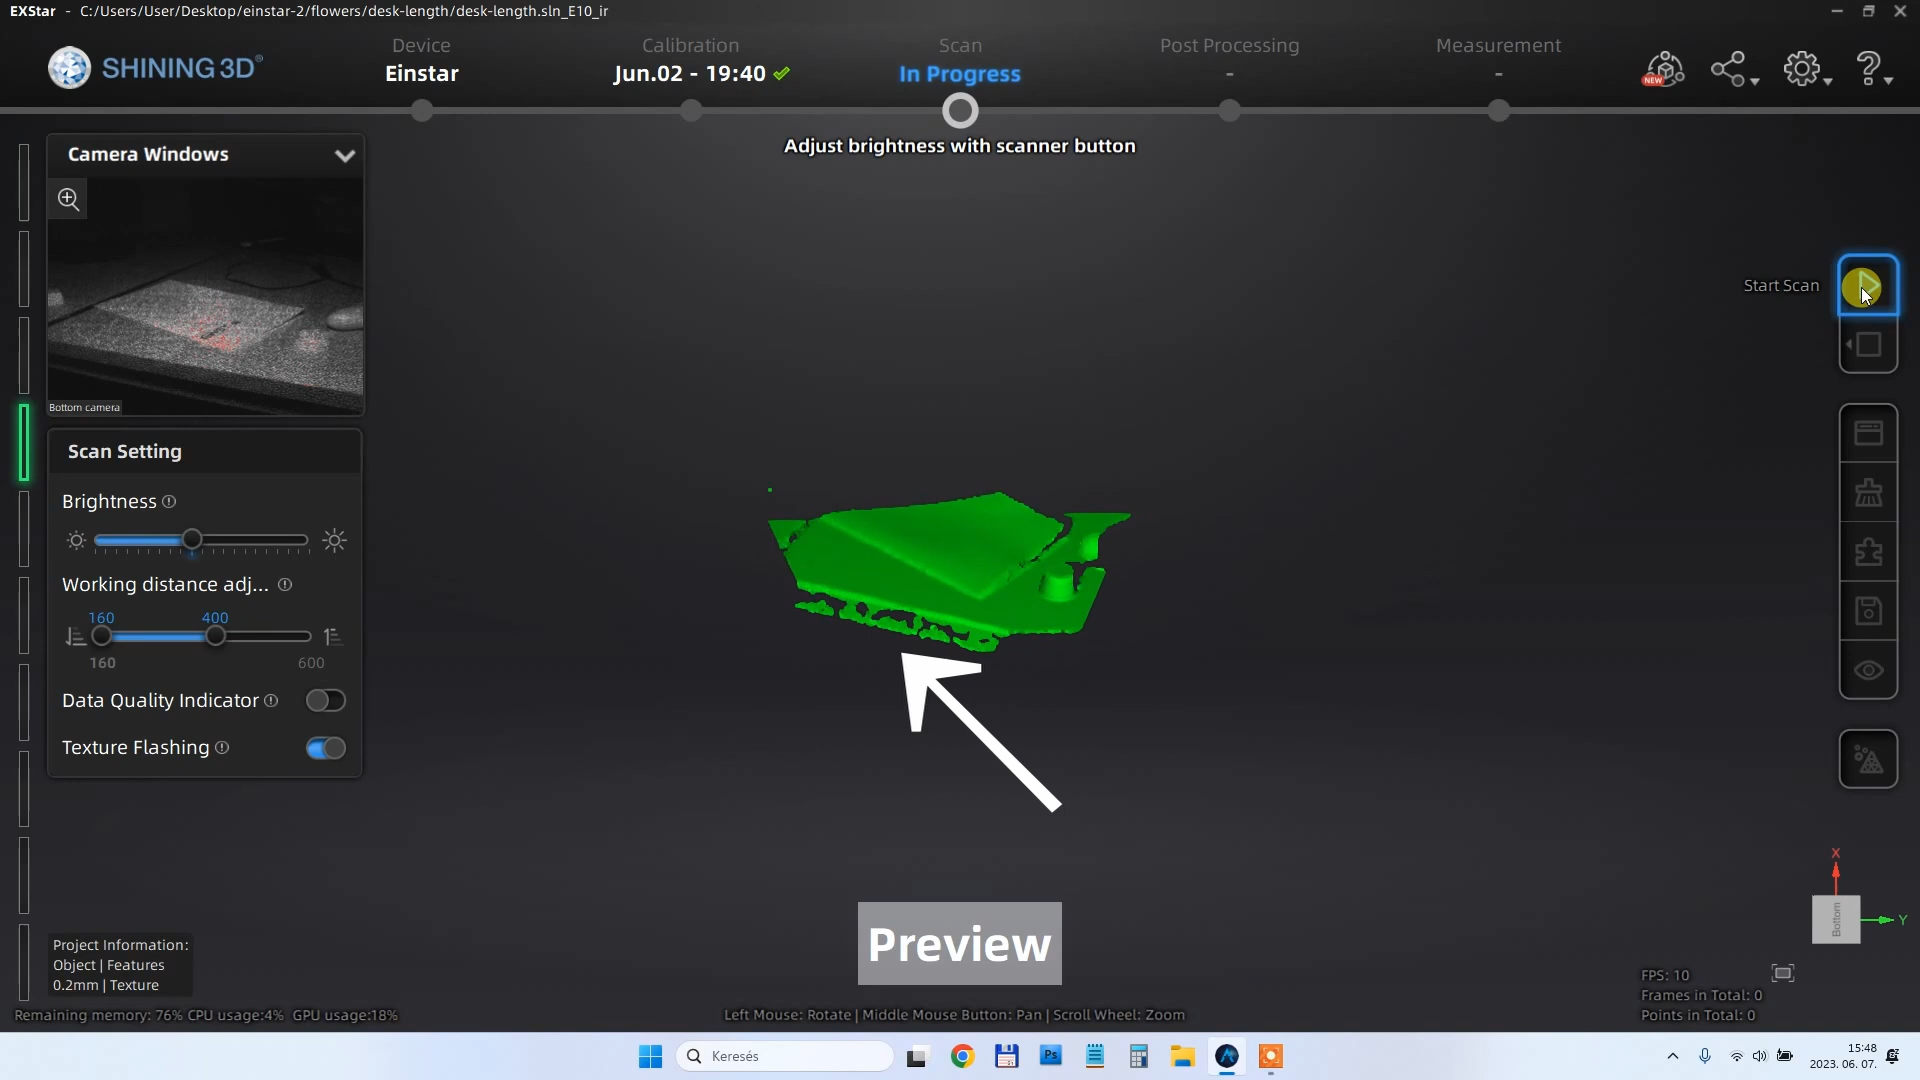 EXStar - C:/Users/User/Desktop/einstar-2/flowers/desk-length/desk-length.sln_E10_ir
SHINING 3D®
Device
Einstar
Calibration
Jun.02 - 19:40
Scan
In Progress
Post Processing
-
Measurement
-
NEW
Adjust brightness with scanner button
Camera Windows
Bottom camera
Start Scan
Scan Setting
Brightness
Working distance adj...
160 400
160 600
Data Quality Indicator
Texture Flashing
Preview
X
Bottom
Y
Project Information:
Object | Features
0.2mm | Texture
FPS: 10
Frames in Total: 0
Points in Total: 0
Remaining memory: 76% CPU usage:4% GPU usage:18%
Left Mouse: Rotate | Middle Mouse Button: Pan | Scroll Wheel: Zoom
Keresés
Ps
15:48
2023. 06. 07.